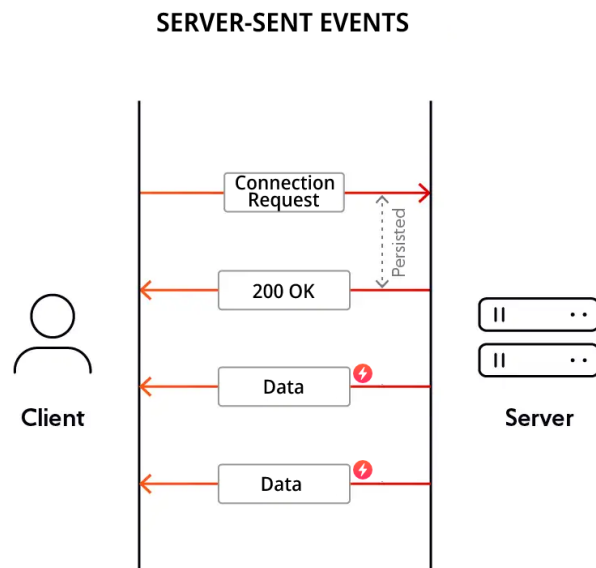 SERVER-SENT EVENTS
Connection
Request
Persisted
200 OK
Data
Client
Server
Data